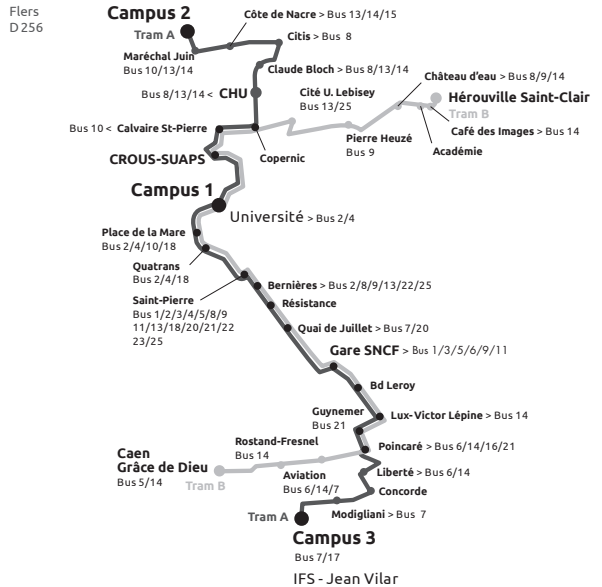 Flers
D 256
Campus 2
Tram A
Côte de Nacre > Bus 13/14/15
Citis > Bus 8
Maréchal Juin
Bus 10/13/14
Claude Bloch > Bus 8/13/14
Bus 8/13/14 < CHU
Cité U. Lebisey
Bus 13/25
Château d'eau > Bus 8/9/14
Hérouville Saint-Clair
Tram B
Café des Images > Bus 14
Académie
Pierre Heuzé
Bus 9
Bus 10 < Calvaire St-Pierre
Copernic
CROUS-SUAPS
Campus 1
Université > Bus 2/4
Place de la Mare
Bus 2/4/10/18
Quatrans
Bus 2/4/18
Saint-Pierre
Bus 1/2/3/4/5/8/9
11/13/18/20/21/22
23/25
Bernières > Bus 2/8/9/13/22/25
Résistance
Quai de Juillet > Bus 7/20
Gare SNCF > Bus 1/3/5/6/9/11
Bd Leroy
Guynemer
Bus 21
Lux-Victor Lépine > Bus 14
Poincaré > Bus 6/14/16/21
Rostand-Fresnel
Bus 14
Caen
Grâce de Dieu
Bus 5/14
Tram B
Aviation
Bus 6/14/7
Liberté > Bus 6/14
Concorde
Modigliani > Bus 7
Tram A
Campus 3
Bus 7/17
IFS - Jean Vilar